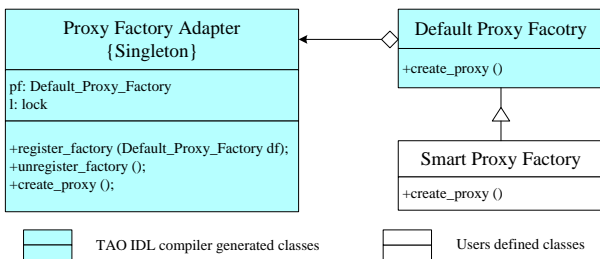 Proxy Factory Adapter
{Singleton}
pf: Default_Proxy_Factory
l: lock
+register_factory (Default_Proxy_Factory df);
+unregister_factory ();
+create_proxy ();
Default Proxy Facotry
+create_proxy ()
Smart Proxy Factory
+create_proxy ()
TAO IDL compiler generated classes
Users defined classes